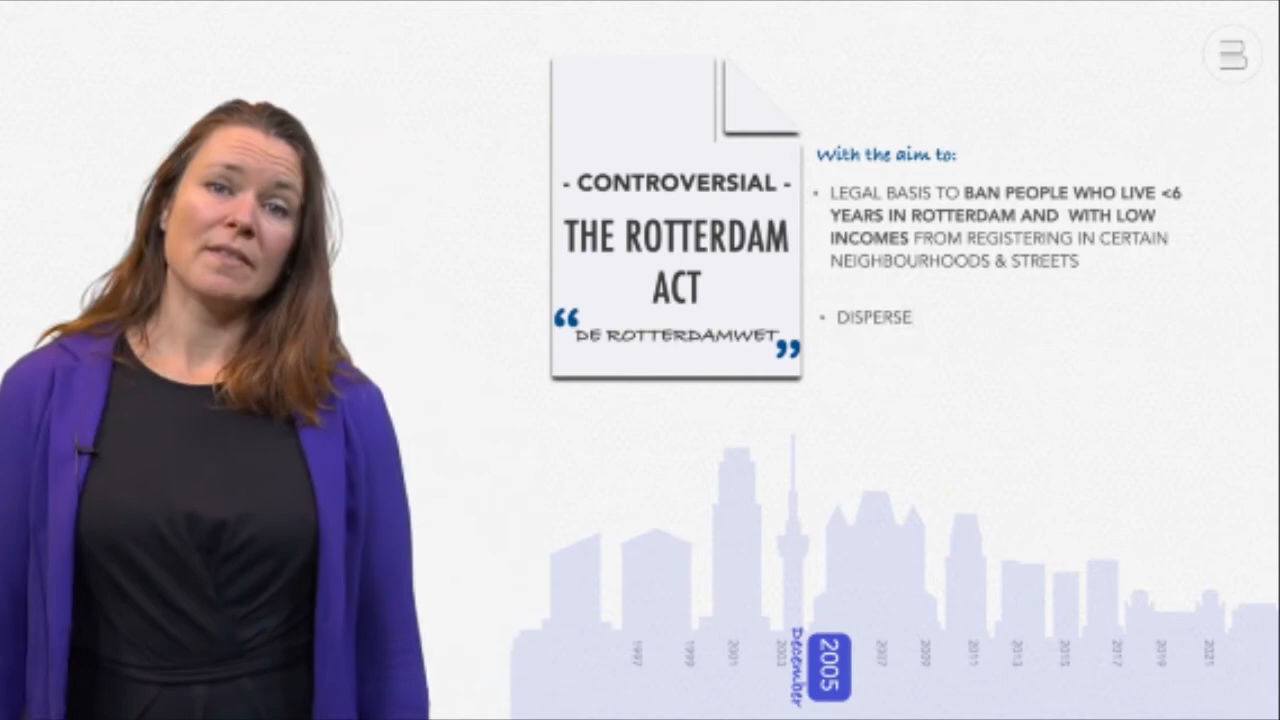 - CONTROVERSIAL -
THE ROTTERDAM
ACT
“DE ROTTERDAMWET”
With the aim to:
• LEGAL BASIS TO BAN PEOPLE WHO LIVE <6
YEARS IN ROTTERDAM AND WITH LOW
INCOMES FROM REGISTERING IN CERTAIN
NEIGHBOURHOODS & STREETS
• DISPERSE
1997
1999
2001
2003
December
2005
2007
2009
2011
2013
2015
2017
2019
2021